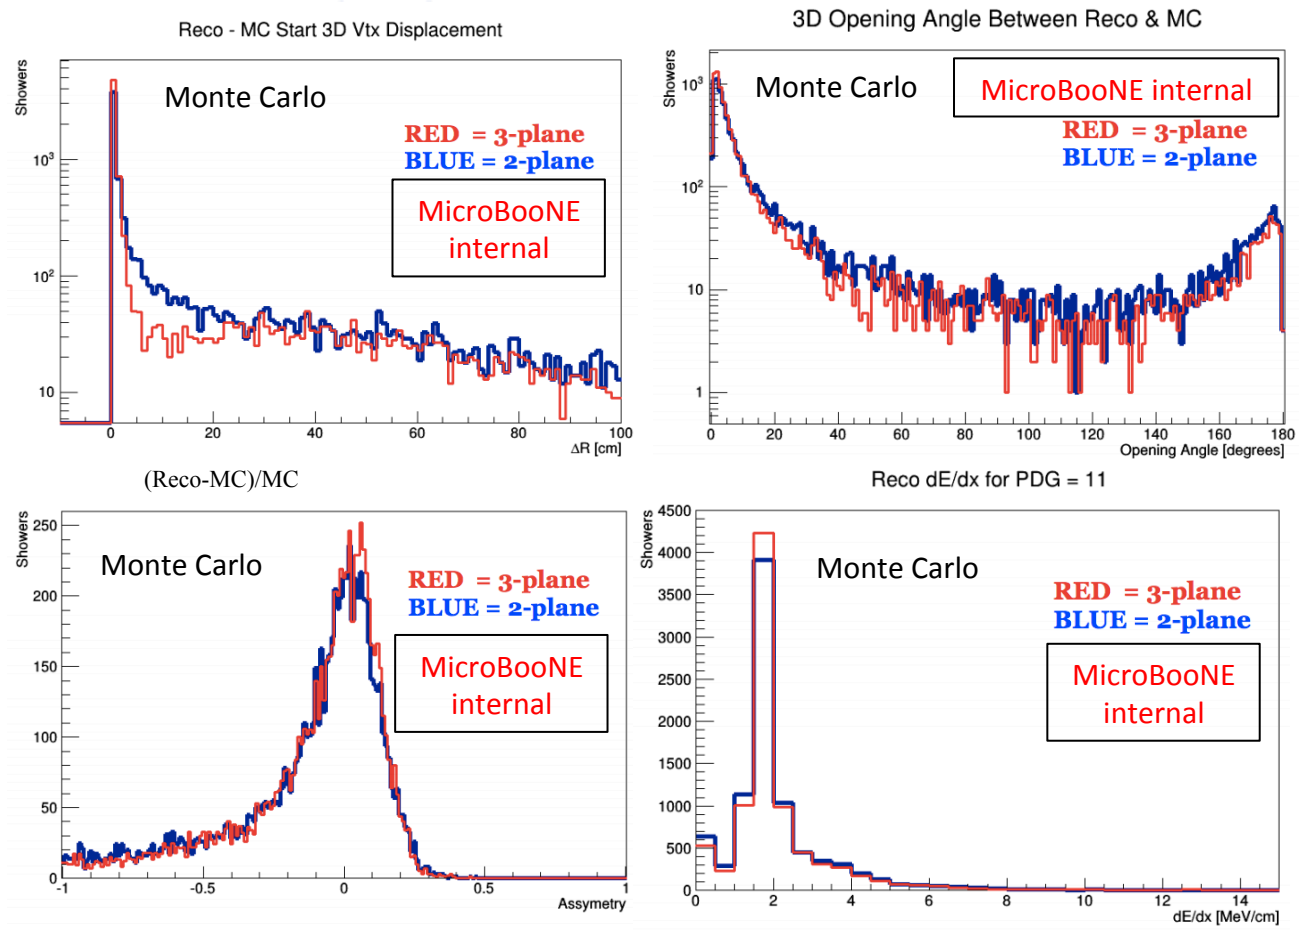 Reco - MC Start 3D Vtx Displacement
Showers
Monte Carlo
RED = 3-plane
BLUE = 2-plane
MicroBooNE
internal
10³
10²
10
0 20 40 60 80 100
ΔR [cm]
3D Opening Angle Between Reco & MC
Showers
Monte Carlo
MicroBooNE internal
RED = 3-plane
BLUE = 2-plane
10³
10²
10
1
0 20 40 60 80 100 120 140 160 180
Opening Angle [degrees]
(Reco-MC)/MC
Showers
Monte Carlo
RED = 3-plane
BLUE = 2-plane
MicroBooNE
internal
250
200
150
100
50
0
-1 -0.5 0 0.5 1
Assymetry
Reco dE/dx for PDG = 11
Showers
Monte Carlo
RED = 3-plane
BLUE = 2-plane
MicroBooNE
internal
4500
4000
3500
3000
2500
2000
1500
1000
500
0
0 2 4 6 8 10 12 14
dE/dx [MeV/cm]